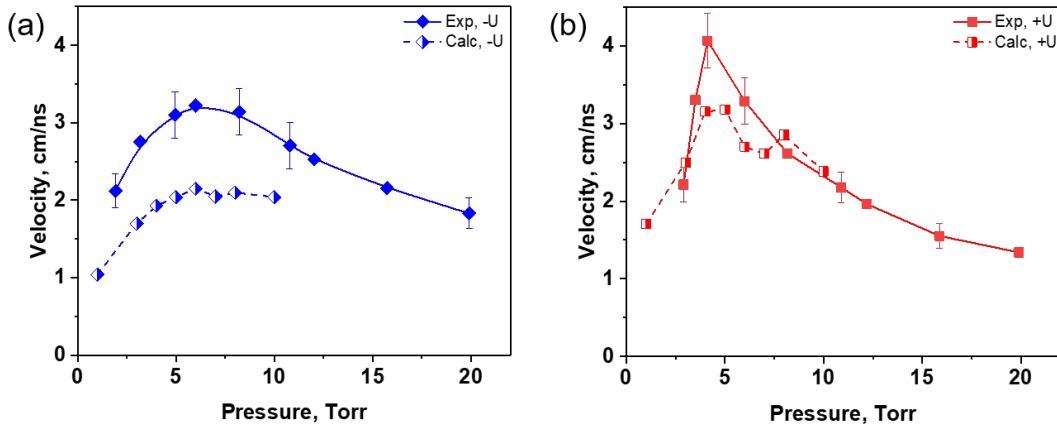 (a)
Exp, -U
Calc, -U
Velocity, cm/ns
4
3
2
1
0
0 5 10 15 20
Pressure, Torr
(b)
Exp, +U
Calc, +U
Velocity, cm/ns
4
3
2
1
0
0 5 10 15 20
Pressure, Torr